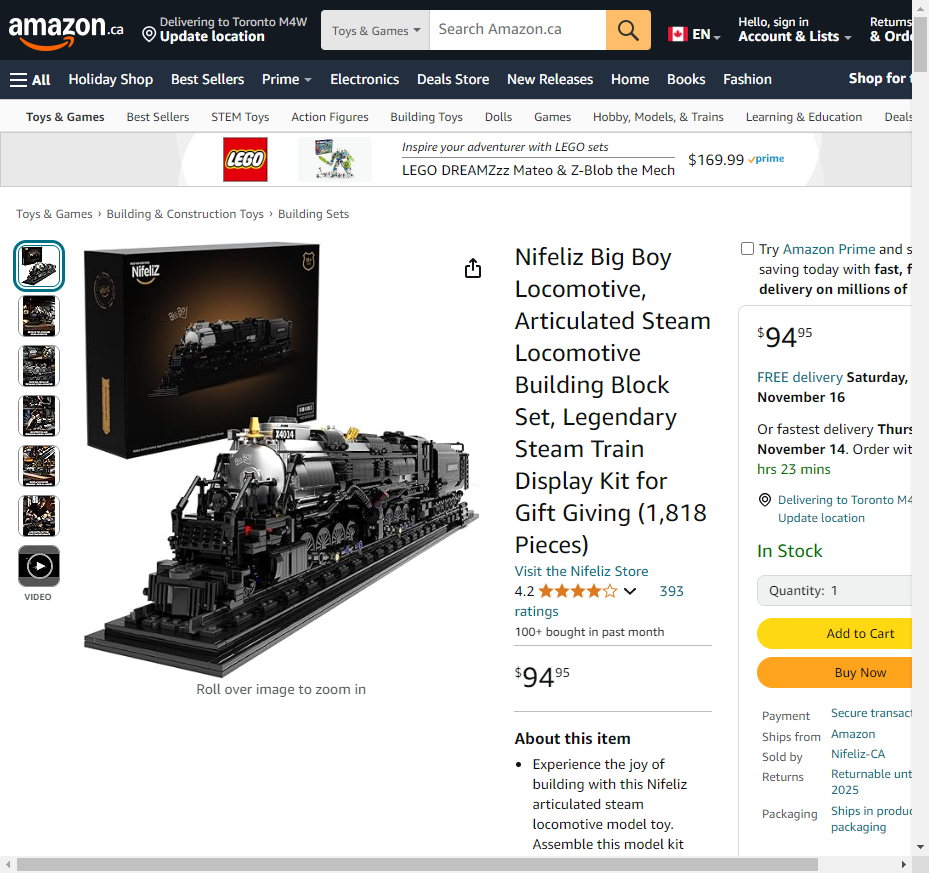 amazon.ca
Delivering to Toronto M4W
Update location
Toys & Games
Search Amazon.ca
EN
Hello, sign in
Account & Lists
Returns
& Orde
All
Holiday Shop
Best Sellers
Prime
Electronics
Deals Store
New Releases
Home
Books
Fashion
Shop for t
Toys & Games
Best Sellers
STEM Toys
Action Figures
Building Toys
Dolls
Games
Hobby, Models, & Trains
Learning & Education
Deals
LEGO
Inspire your adventurer with LEGO sets
LEGO DREAMZzz Mateo & Z-Blob the Mech
$169.99 prime
Toys & Games › Building & Construction Toys › Building Sets
NifeliZ
Big Boy
X4014
Big Boy
VIDEO
Roll over image to zoom in
Nifeliz Big Boy
Locomotive,
Articulated Steam
Locomotive
Building Block
Set, Legendary
Steam Train
Display Kit for
Gift Giving (1,818
Pieces)
Visit the Nifeliz Store
4.2
393
ratings
100+ bought in past month
$9495
About this item
• Experience the joy of
building with this Nifeliz
articulated steam
locomotive model toy.
Assemble this model kit
Try Amazon Prime and s
saving today with fast, f
delivery on millions of
$9495
FREE delivery Saturday,
November 16
Or fastest delivery Thurs
November 14. Order wit
hrs 23 mins
Delivering to Toronto M4
Update location
In Stock
Quantity: 1
Add to Cart
Buy Now
Payment
Secure transact
Ships from
Amazon
Sold by
Nifeliz-CA
Returns
Returnable unt
2025
Packaging
Ships in produc
packaging